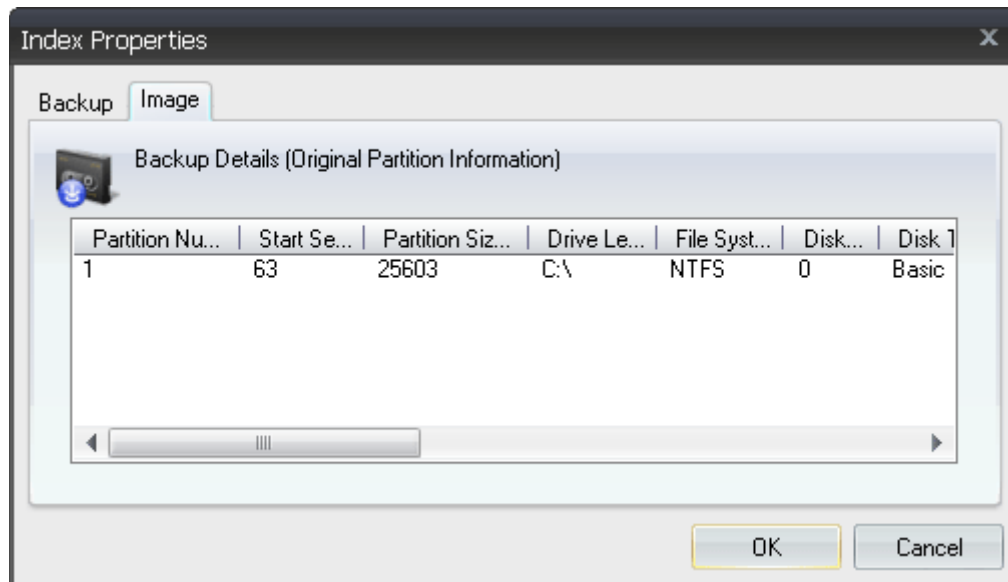 Index Properties
Backup Image
Backup Details (Original Partition Information)
Partition Nu... Start Se... Partition Siz... Drive Le... File Syst... Disk... Disk T
1 63 25603 C:\ NTFS 0 Basic
OK Cancel